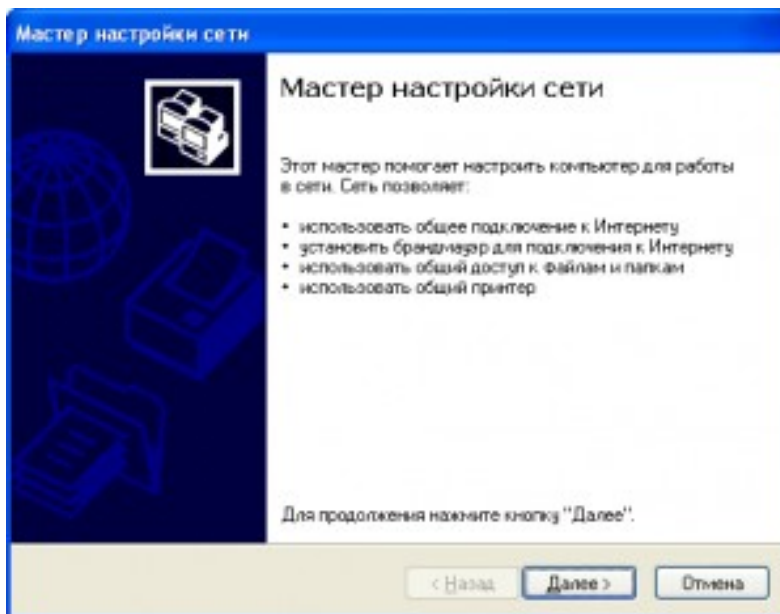 Мастер настройки сети
Мастер настройки сети
Этот мастер помогает настроить компьютер для работы
в сети. Сеть позволяет:
• использовать общее подключение к Интернету
• установить брандмауэр для подключения к Интернету
• использовать общий доступ к файлам и папкам
• использовать общий принтер
Для продолжения нажмите кнопку "Далее".
< Назад Далее > Отмена